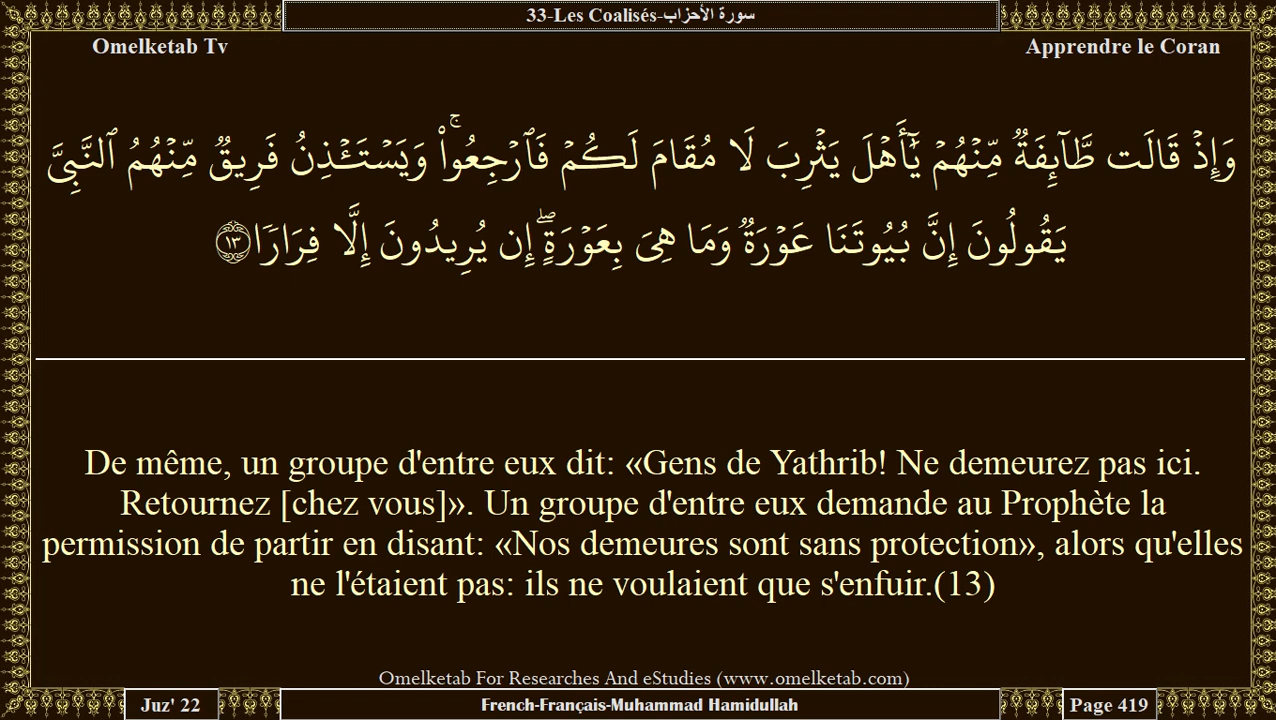 33-Les Coalisés-سورة الأحزاب
Omelketab Tv
Apprendre le Coran
وَإِذۡ قَالَت طَّآئِفَةٞ مِّنۡهُمۡ يَٰٓأَهۡلَ يَثۡرِبَ لَا مُقَامَ لَكُمۡ فَٱرۡجِعُواْۚ وَيَسۡتَـٔۡذِنُ فَرِيقٞ مِّنۡهُمُ ٱلنَّبِيَّ
يَقُولُونَ إِنَّ بُيُوتَنَا عَوۡرَةٞ وَمَا هِيَ بِعَوۡرَةٍۖ إِن يُرِيدُونَ إِلَّا فِرَارٗا ١٣
De même, un groupe d'entre eux dit: «Gens de Yathrib! Ne demeurez pas ici.
Retournez [chez vous]». Un groupe d'entre eux demande au Prophète la
permission de partir en disant: «Nos demeures sont sans protection», alors qu'elles
ne l'étaient pas: ils ne voulaient que s'enfuir.(13)
Omelketab For Researches And eStudies (www.omelketab.com)
Juz' 22
French-Français-Muhammad Hamidullah
Page 419